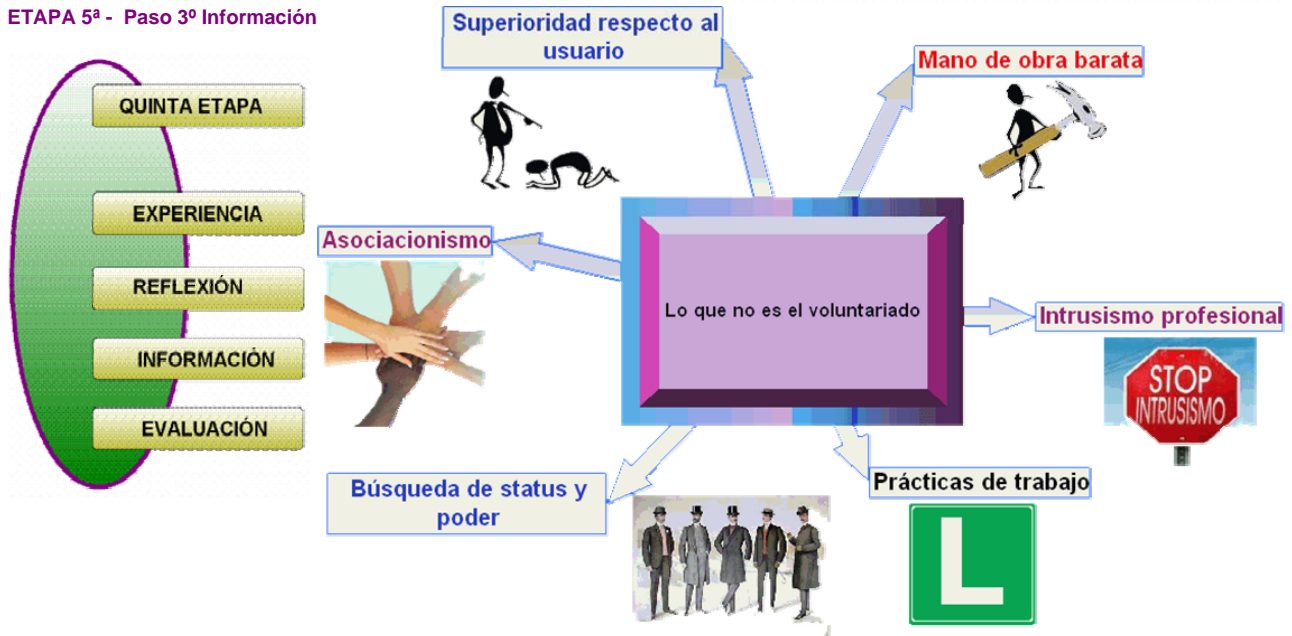 ETAPA 5ª - Paso 3º Información
QUINTA ETAPA
EXPERIENCIA
REFLEXIÓN
INFORMACIÓN
EVALUACIÓN
Superioridad respecto al
usuario
Mano de obra barata
Asociacionismo
Lo que no es el voluntariado
Intrusismo profesional
STOP
INTRUSISMO
Búsqueda de status y
poder
Prácticas de trabajo
L